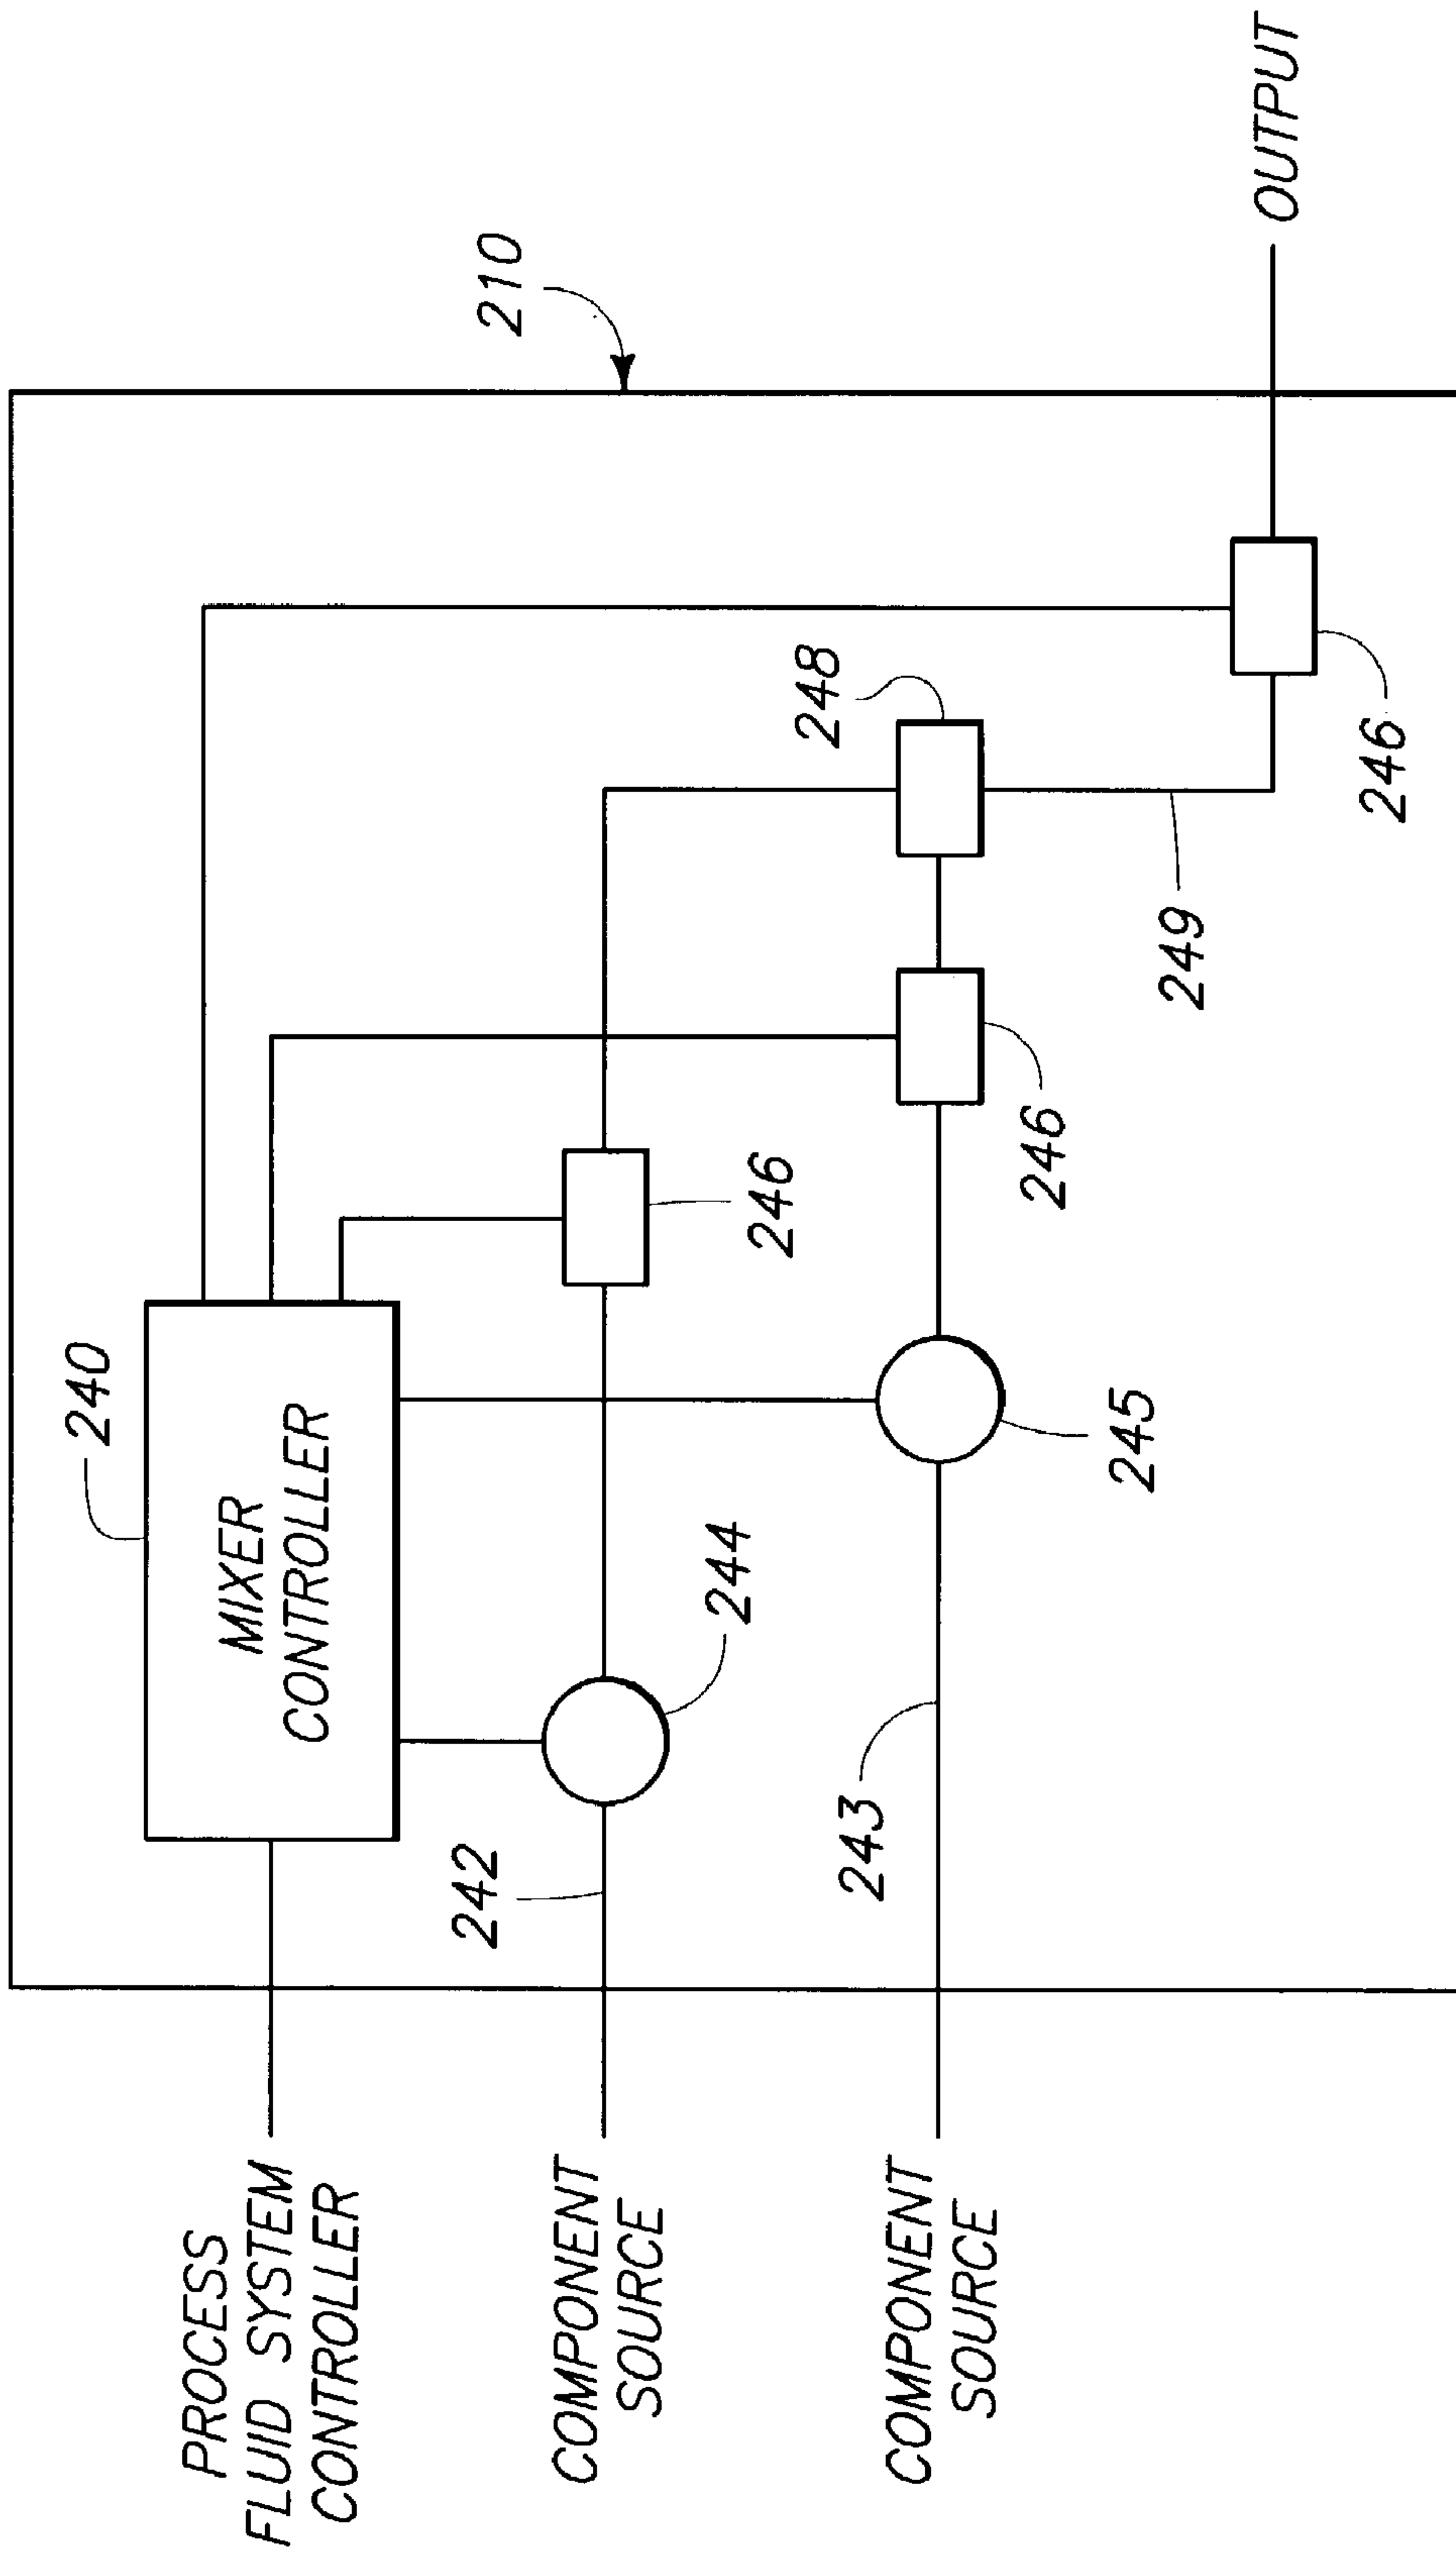 210
240
MIXER
CONTROLLER
PROCESS
FLUID SYSTEM
CONTROLLER
242
244
246
COMPONENT
SOURCE
248
243
245
246
COMPONENT
SOURCE
249
OUTPUT
246